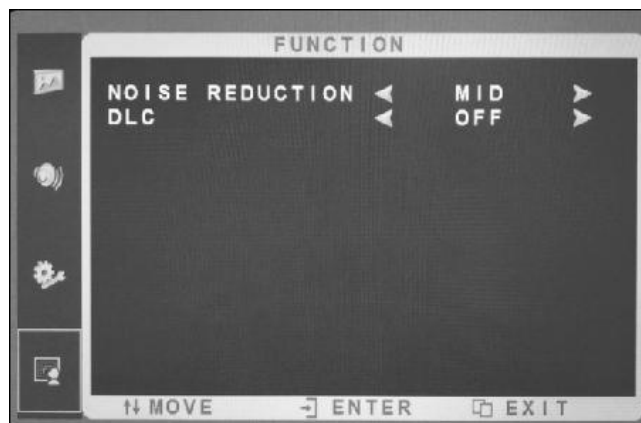 FUNCTION
NOISE REDUCTION MID
DLC OFF
MOVE ENTER EXIT